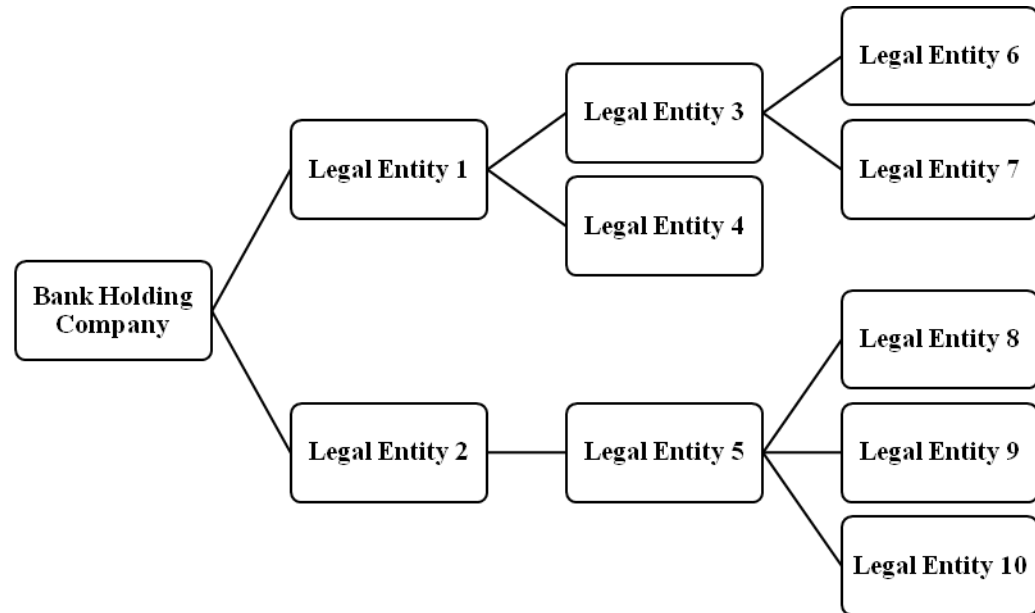 Legal Entity 6
Legal Entity 3
Legal Entity 1
Legal Entity 7
Legal Entity 4
Bank Holding
Company
Legal Entity 8
Legal Entity 2
Legal Entity 5
Legal Entity 9
Legal Entity 10